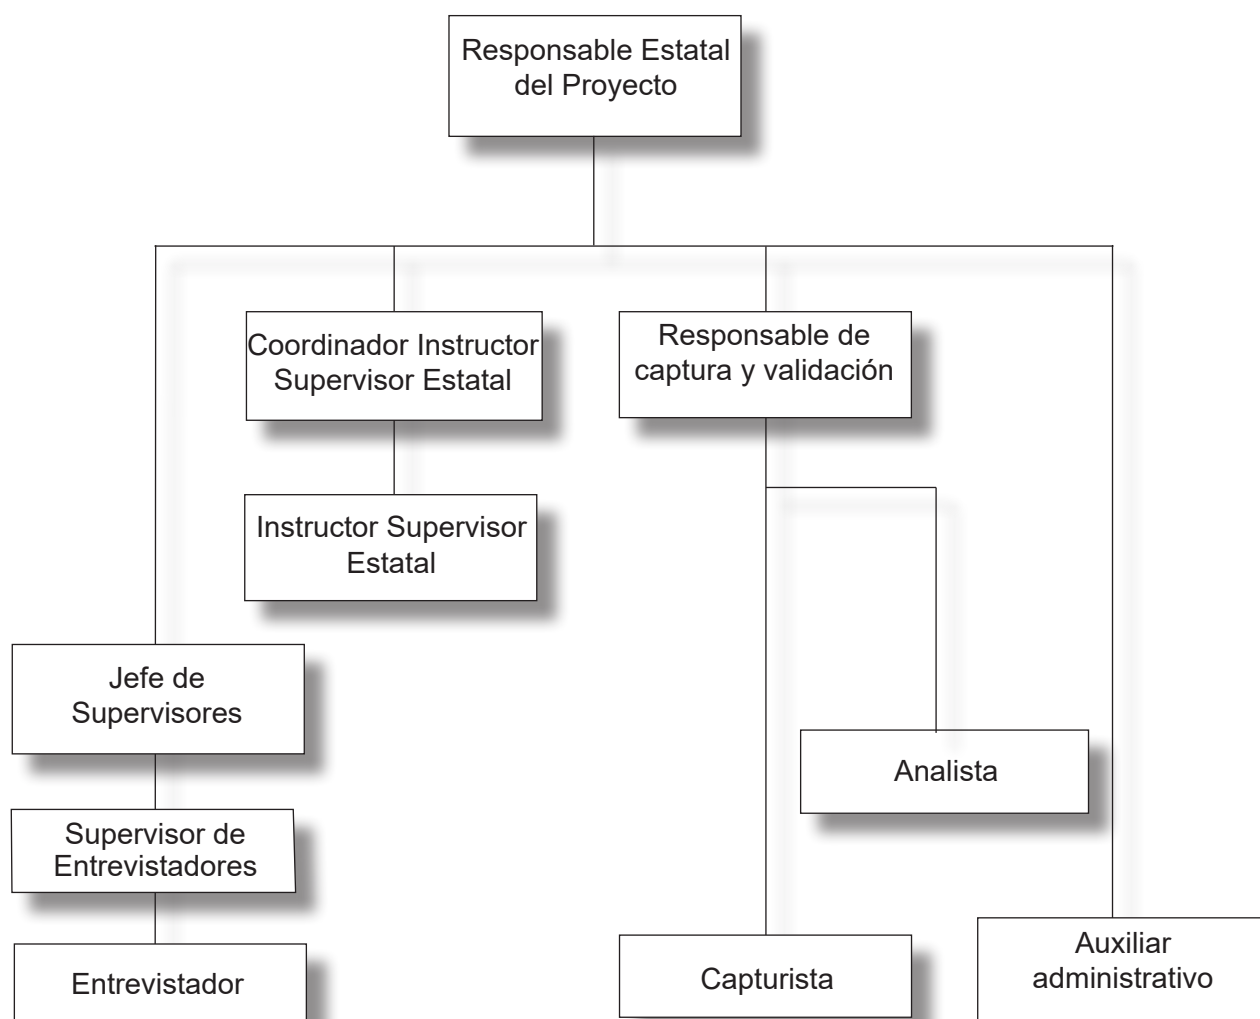 Responsable Estatal
del Proyecto
Coordinador Instructor
Supervisor Estatal
Responsable de
captura y validación
Instructor Supervisor
Estatal
Jefe de
Supervisores
Analista
Supervisor de
Entrevistadores
Entrevistador
Capturista
Auxiliar
administrativo